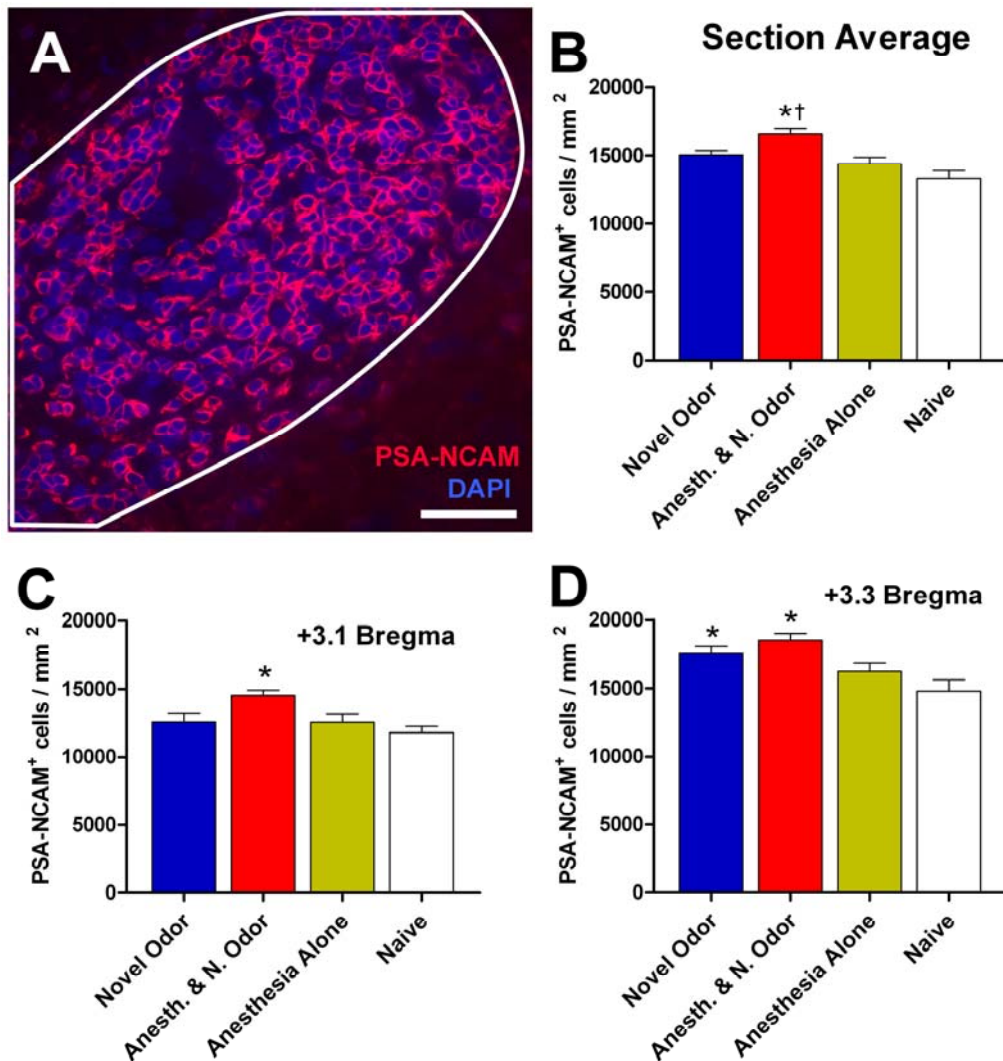 A
PSA-NCAM
DAPI
B
Section Average
PSA-NCAM⁺ cells / mm ²
20000
15000
10000
5000
0
*†
Novel Odor
Anesth. & N. Odor
Anesthesia Alone
Naive
C
+3.1 Bregma
PSA-NCAM⁺ cells / mm ²
20000
15000
10000
5000
0
*
Novel Odor
Anesth. & N. Odor
Anesthesia Alone
Naive
D
+3.3 Bregma
PSA-NCAM⁺ cells / mm ²
20000
15000
10000
5000
0
*
*
Novel Odor
Anesth. & N. Odor
Anesthesia Alone
Naive